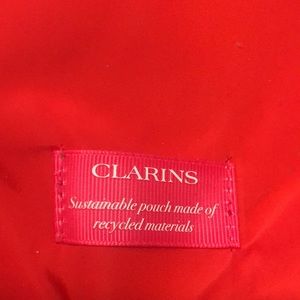 CLARINS
Sustainable pouch made of
recycled materials